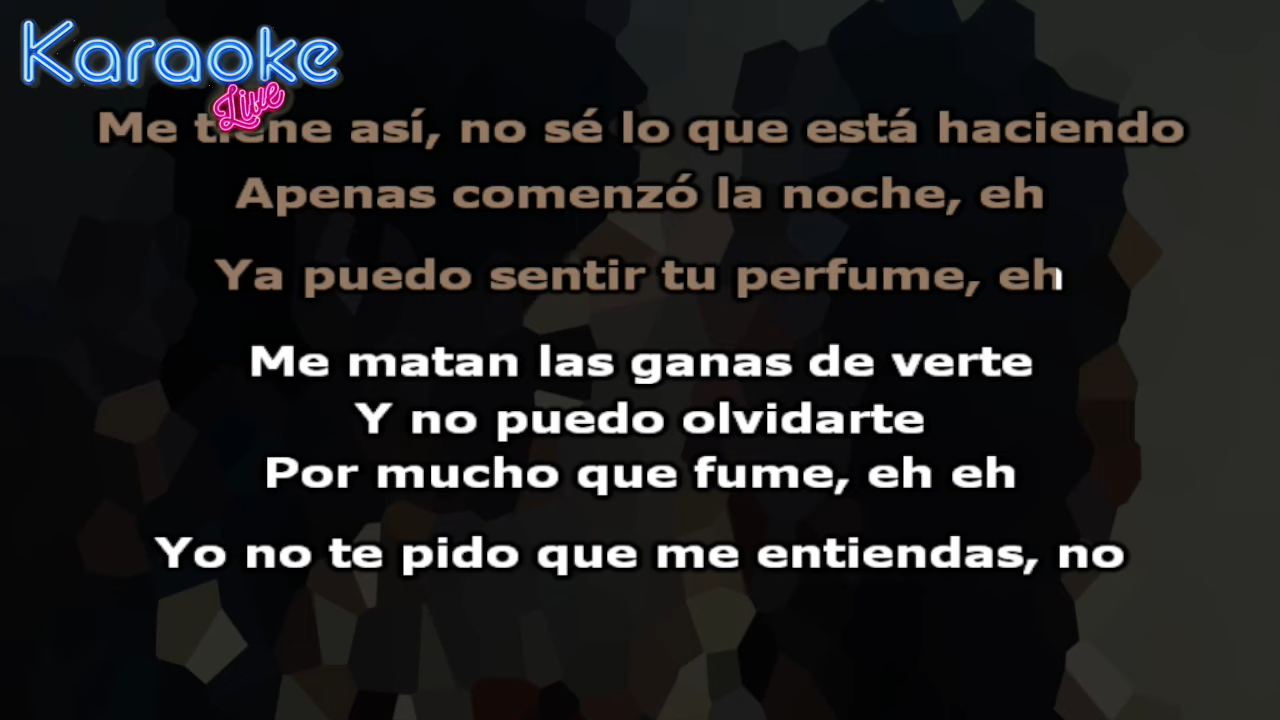 Karaoke
Live
Me tiene así, no sé lo que está haciendo
Apenas comenzó la noche, eh
Ya puedo sentir tu perfume, eh
Me matan las ganas de verte
Y no puedo olvidarte
Por mucho que fume, eh eh
Yo no te pido que me entiendas, no